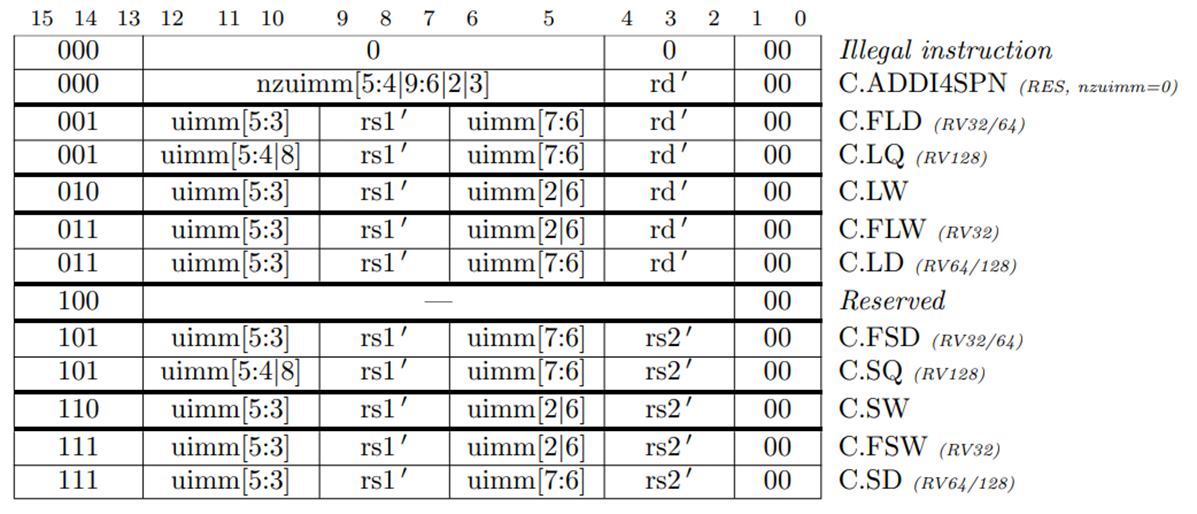 15 14 13 12 11 10 9 8 7 6 5 4 3 2 1 0
000 0 0 00 Illegal instruction
000 nzuimm[5:4|9:6|2|3] rd′ 00 C.ADDI4SPN (RES, nzuimm=0)
001 uimm[5:3] rs1′ uimm[7:6] rd′ 00 C.FLD (RV32/64)
001 uimm[5:4|8] rs1′ uimm[7:6] rd′ 00 C.LQ (RV128)
010 uimm[5:3] rs1′ uimm[2|6] rd′ 00 C.LW
011 uimm[5:3] rs1′ uimm[2|6] rd′ 00 C.FLW (RV32)
011 uimm[5:3] rs1′ uimm[7:6] rd′ 00 C.LD (RV64/128)
100 — 00 Reserved
101 uimm[5:3] rs1′ uimm[7:6] rs2′ 00 C.FSD (RV32/64)
101 uimm[5:4|8] rs1′ uimm[7:6] rs2′ 00 C.SQ (RV128)
110 uimm[5:3] rs1′ uimm[2|6] rs2′ 00 C.SW
111 uimm[5:3] rs1′ uimm[2|6] rs2′ 00 C.FSW (RV32)
111 uimm[5:3] rs1′ uimm[7:6] rs2′ 00 C.SD (RV64/128)